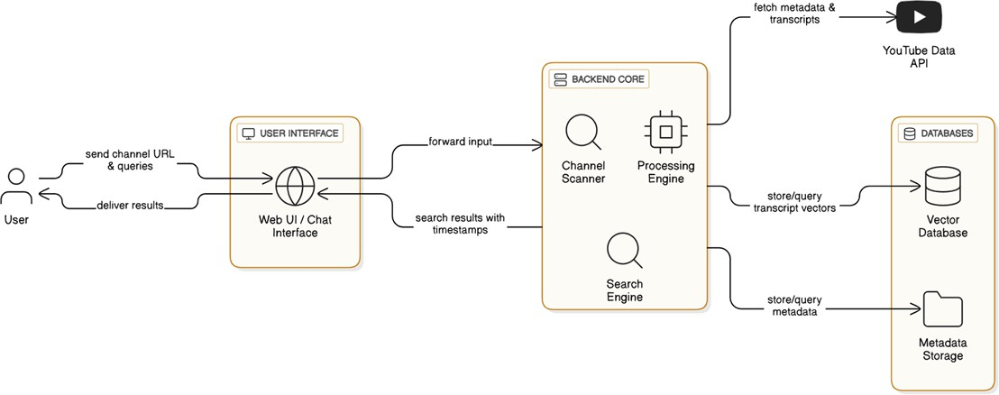 fetch metadata &
transcripts
YouTube Data
API
BACKEND CORE
USER INTERFACE
DATABASES
send channel URL
& queries
forward input
Channel
Scanner
Processing
Engine
User
deliver results
Web UI / Chat
Interface
search results with
timestamps
store/query
transcript vectors
Vector
Database
Search
Engine
store/query
metadata
Metadata
Storage